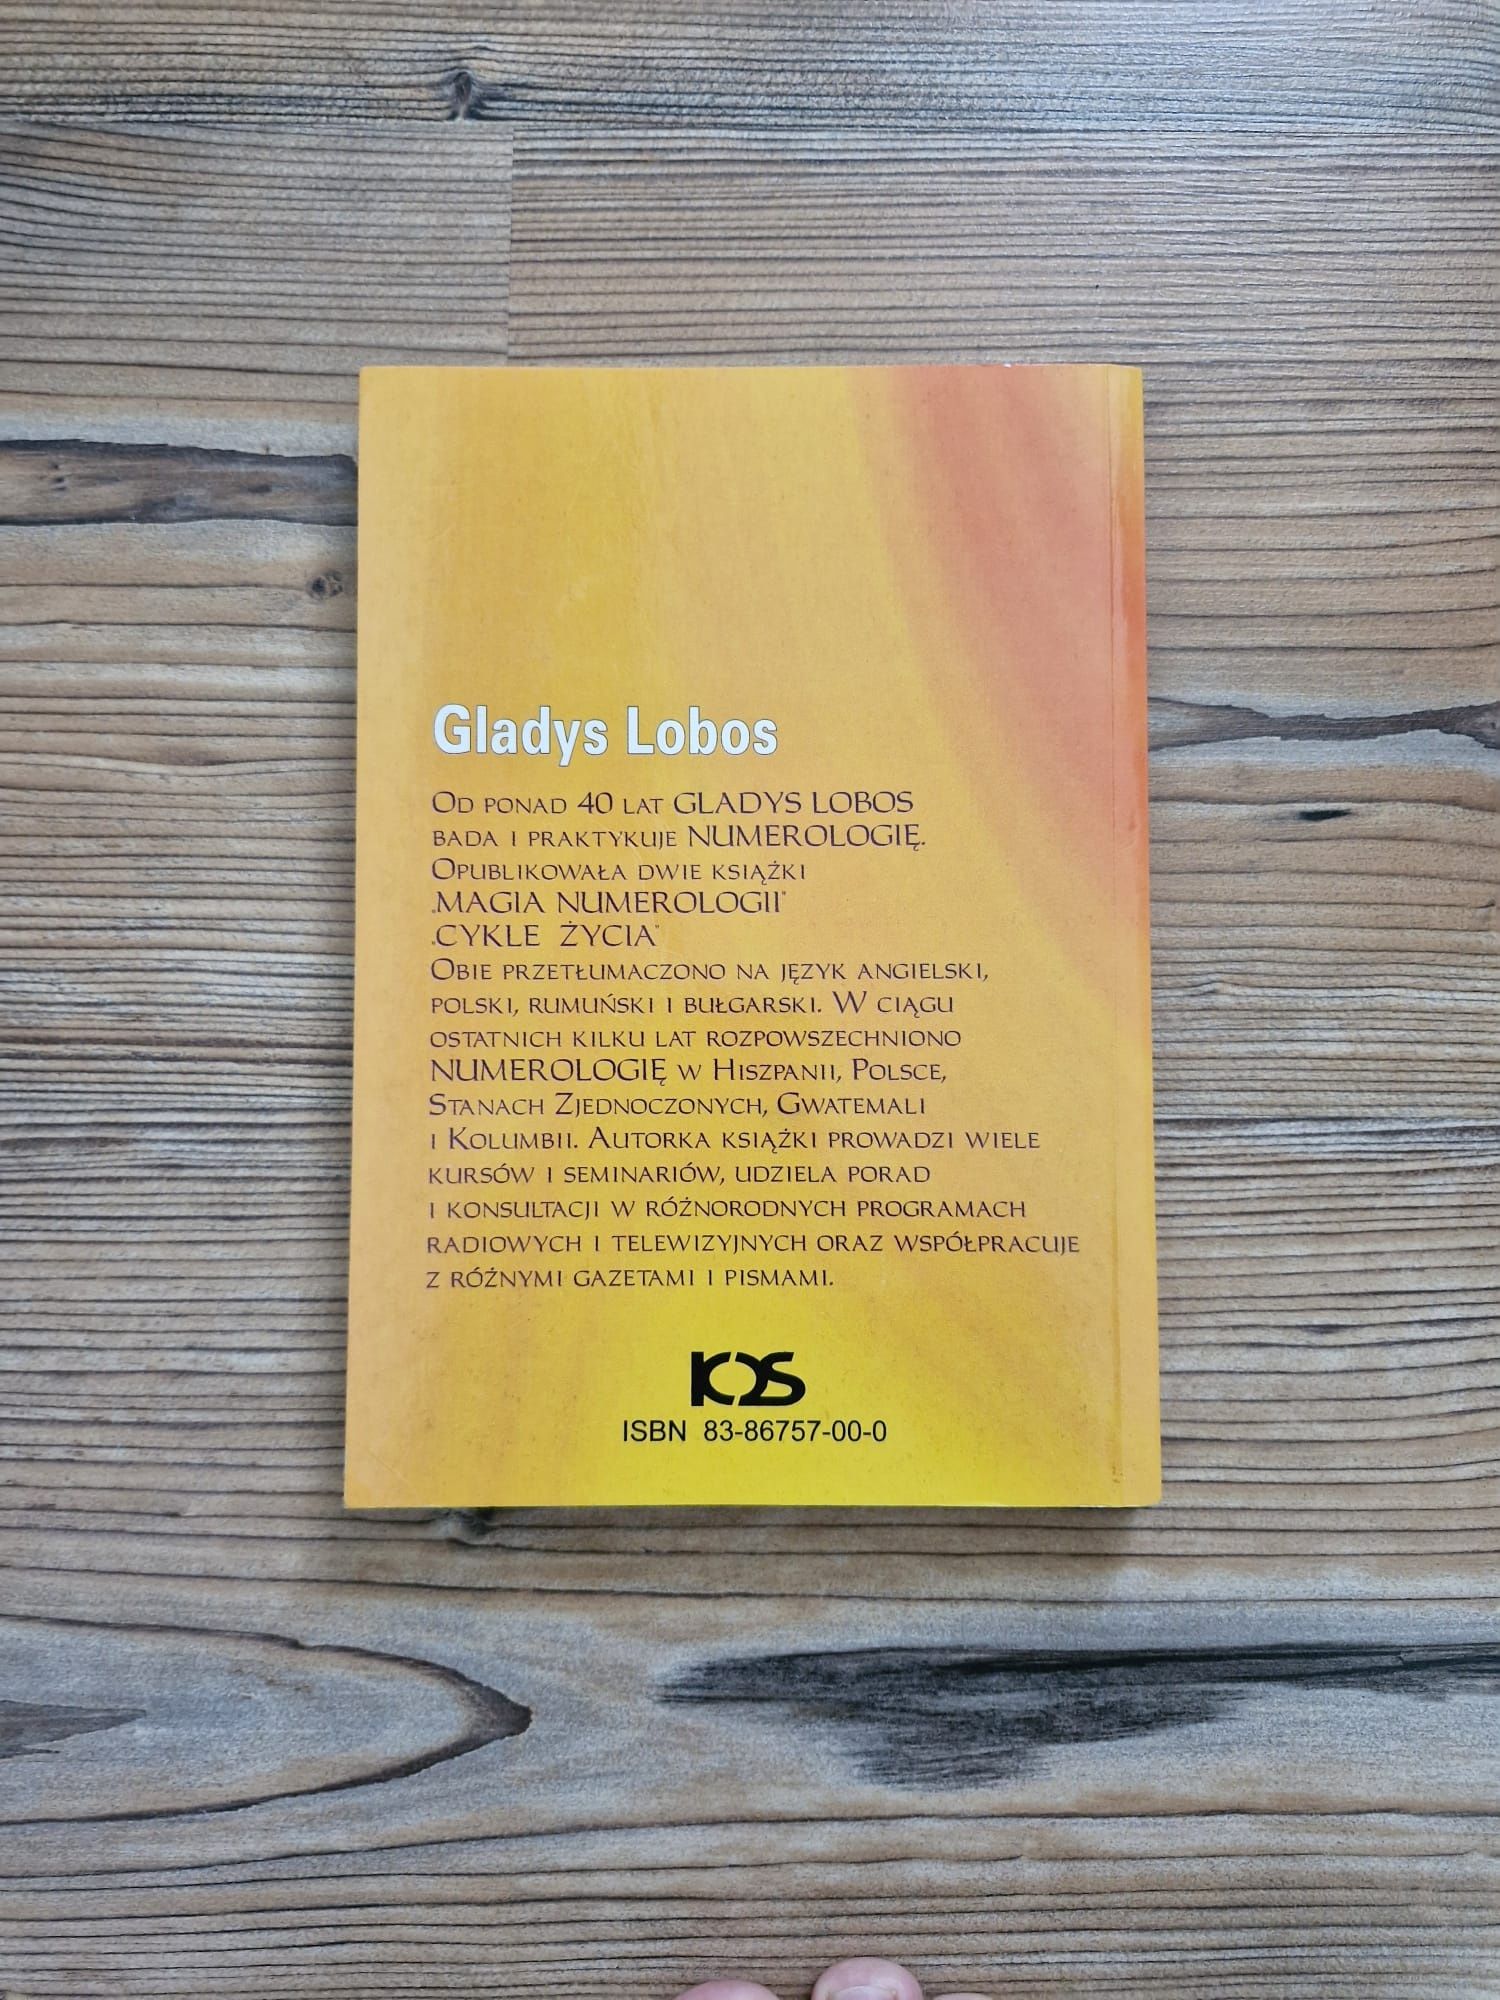 Gladys Lobos
Od ponad 40 lat GLADYS LOBOS
bada i praktykuje NUMEROLOGIĘ.
Opublikowała dwie książki
„MAGIA NUMEROLOGII"
„CYKLE ŻYCIA"
Obie przetłumaczono na język angielski,
polski, rumuński i bułgarski. W ciągu
ostatnich kilku lat rozpowszechniono
NUMEROLOGIĘ w Hiszpanii, Polsce,
Stanach Zjednoczonych, Gwatemali
i Kolumbii. Autorka książki prowadzi wiele
kursów i seminariów, udziela porad
i konsultacji w różnorodnych programach
radiowych i telewizyjnych oraz współpracuje
z różnymi gazetami i pismami.
KOS
ISBN 83-86757-00-0